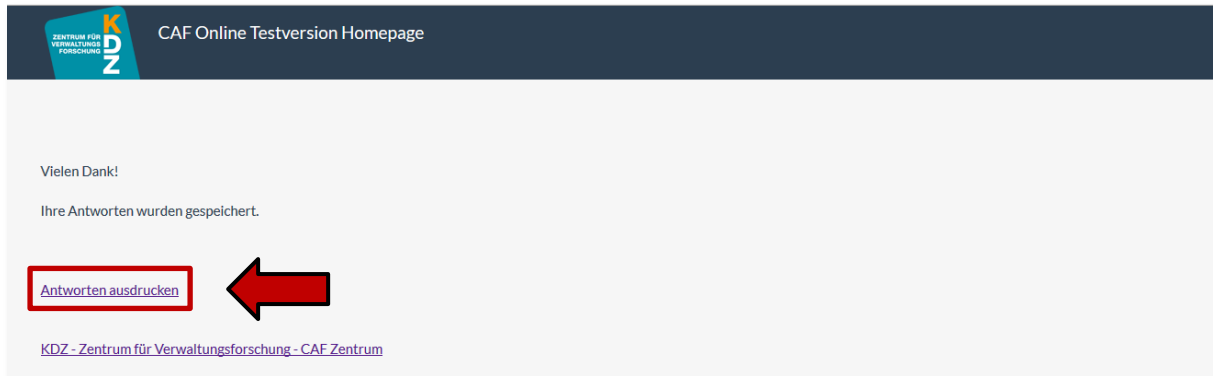 ZENTRUM FÜR
VERWALTUNGS
FORSCHUNG
KDZ
CAF Online Testversion Homepage
Vielen Dank!
Ihre Antworten wurden gespeichert.
Antworten ausdrucken
KDZ - Zentrum für Verwaltungsforschung - CAF Zentrum